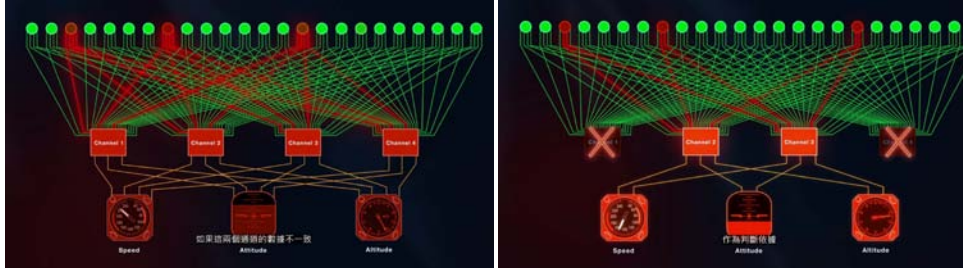 Channel 1
Channel 2
Channel 3
Channel 4
如果這兩個通道的數據不一致
Speed
Attitude
Altitude
Channel 2
Channel 3
作為判斷依據
Speed
Attitude
Altitude